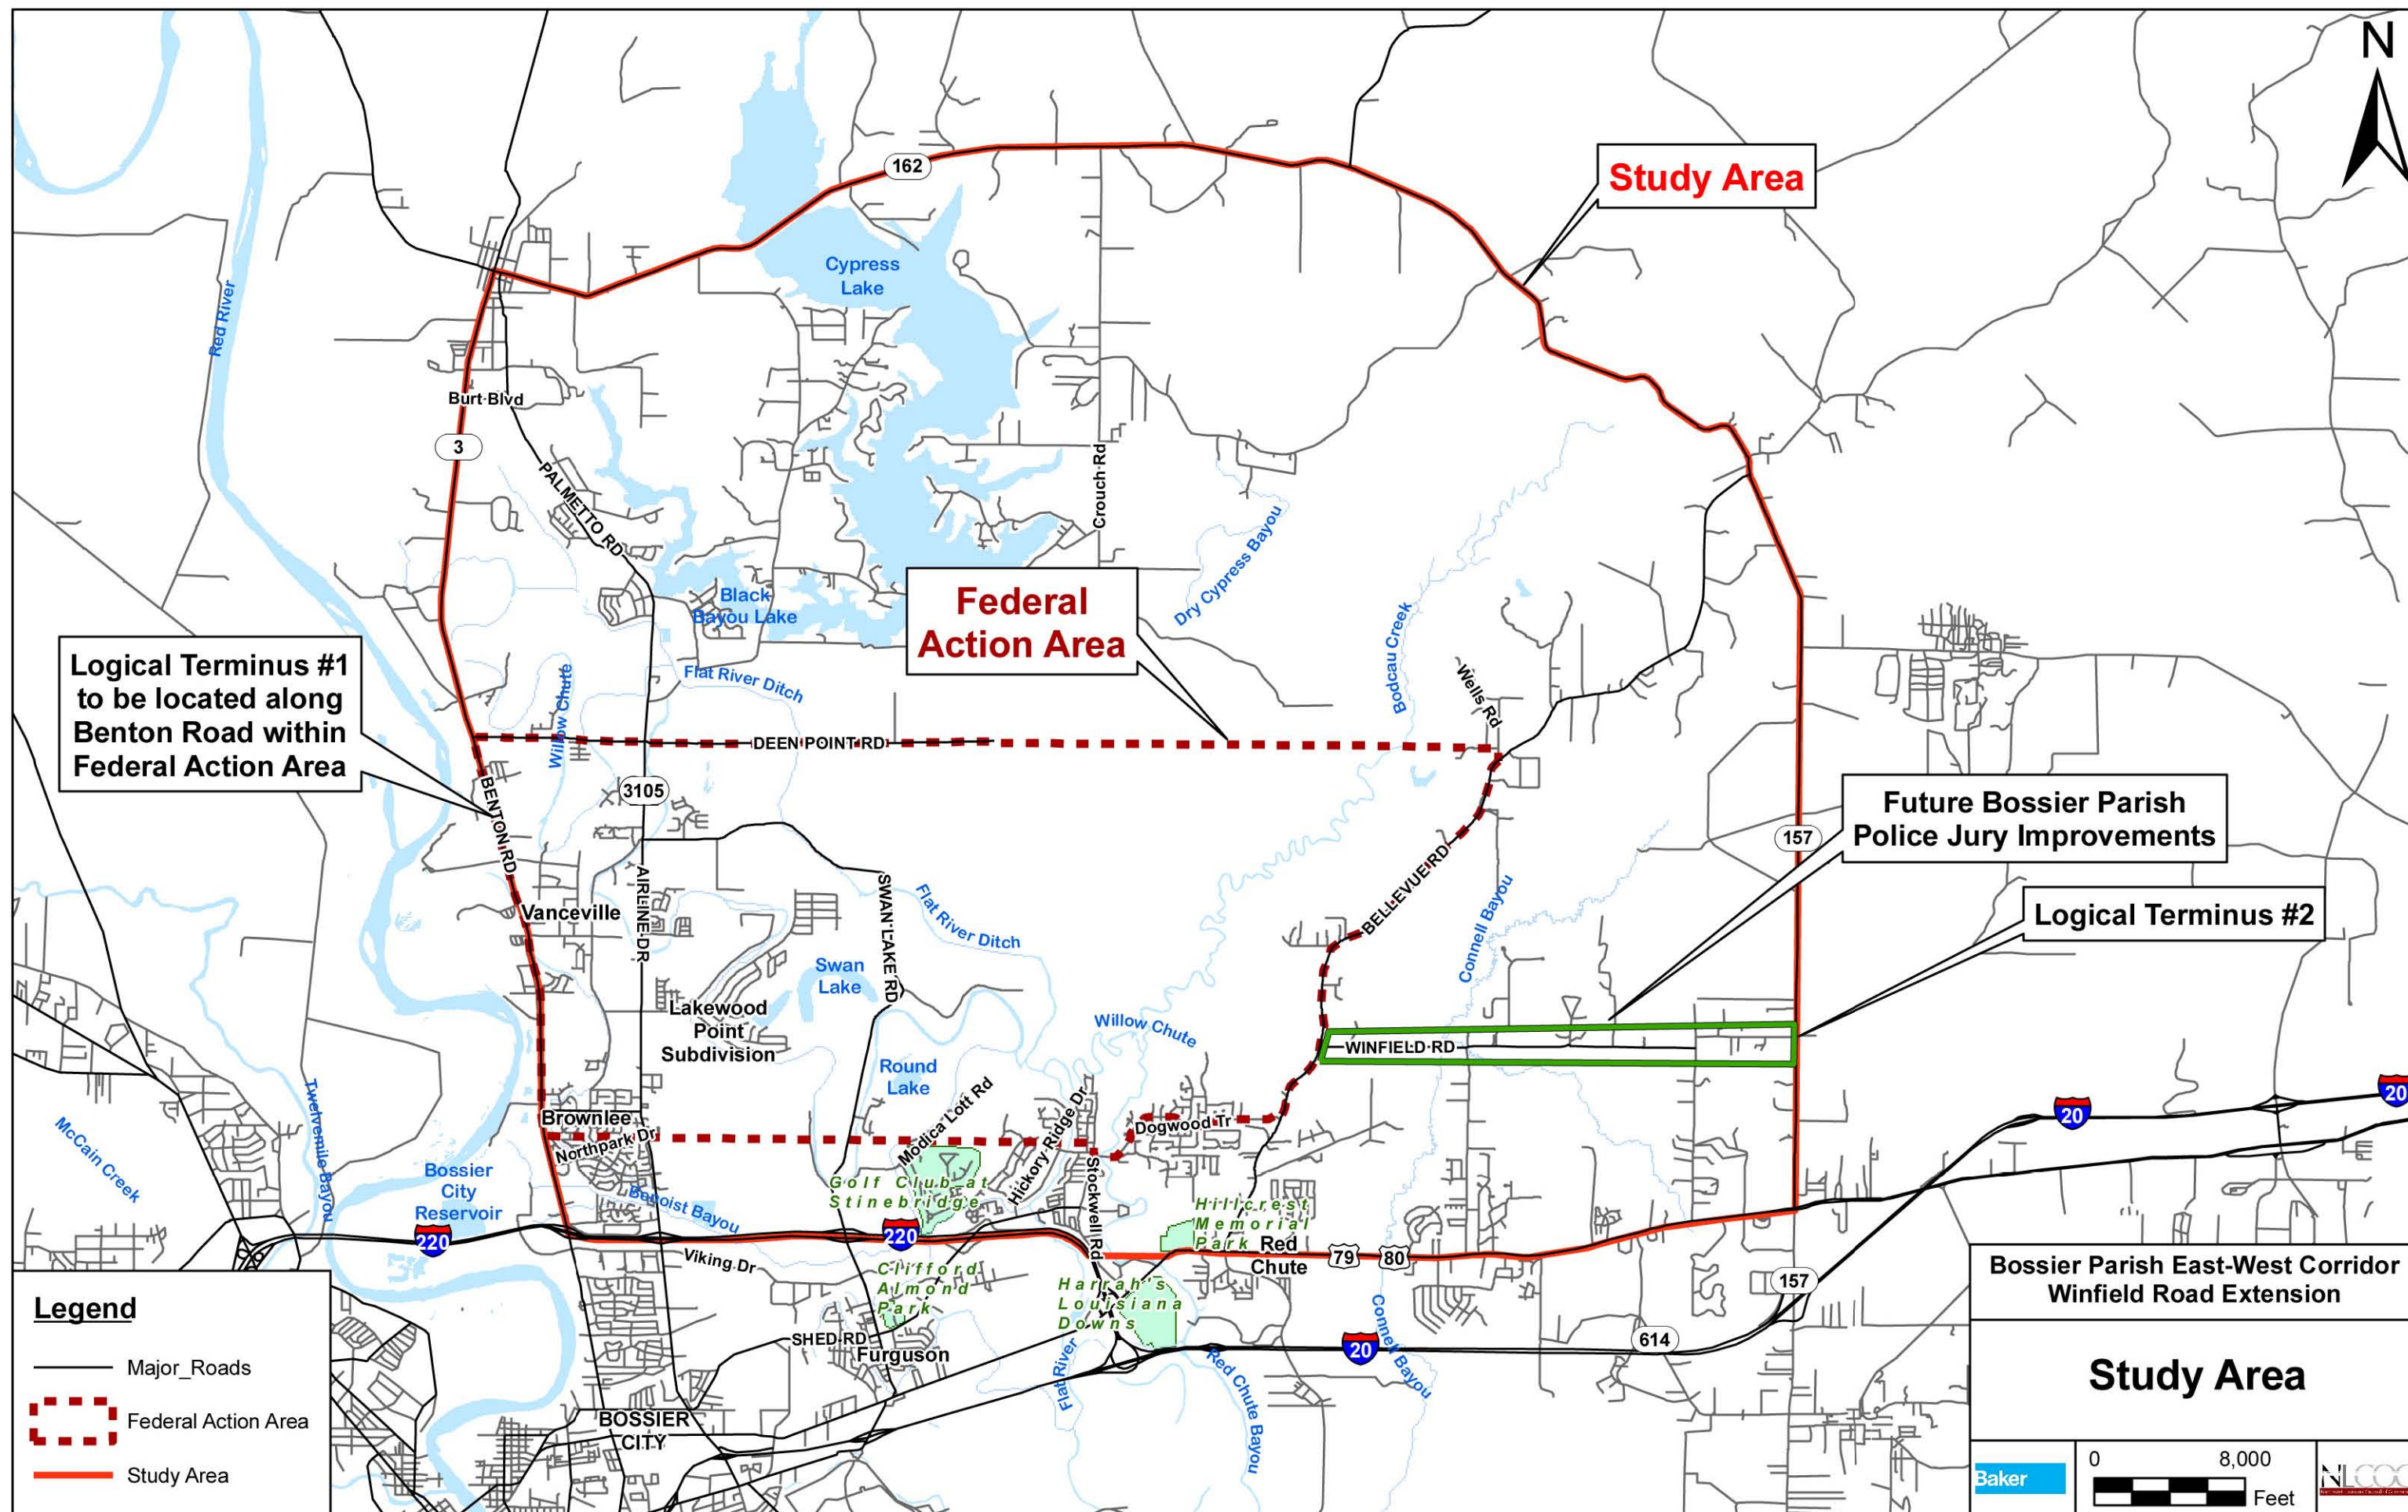 N
162
Study Area
Cypress
Lake
Red River
Burt Blvd
3
PALMETTO RD
Crouch Rd
Dry Cypress Bayou
Black
Bayou Lake
Federal
Action Area
Bodcau Creek
Logical Terminus #1
to be located along
Benton Road within
Federal Action Area
Willow Chute
Flat River Ditch
Wells Rd
DEEN POINT RD
3105
BENTON RD
Future Bossier Parish
Police Jury Improvements
157
BELLEVUE RD
AIRLINE DR
SWAN LAKE RD
Flat River Ditch
Connell Bayou
Logical Terminus #2
Vanceville
Swan
Lake
Lakewood
Point
Subdivision
Willow Chute
WINFIELD RD
Round
Lake
Twelvemile Bayou
McCain Creek
Brownlee
Northpark Dr
Modica Lott Rd
Hickory Ridge Dr
Dogwood Tr
20
20
Bossier
City
Reservoir
Benoist Bayou
Golf Club at
Stinebridge
Stockwell Rd
Hillcrest
Memorial
Park
220
220
Viking Dr
Red
Chute
79
80
Clifford
Almond
Park
Harrah's
Louisiana
Downs
Connell Bayou
157
614
20
SHED RD
Furguson
Flat River
Red Chute Bayou
BOSSIER
CITY
Legend
Major_Roads
Federal Action Area
Study Area
Bossier Parish East-West Corridor
Winfield Road Extension
Study Area
Baker
0 8,000
Feet
NLCOG